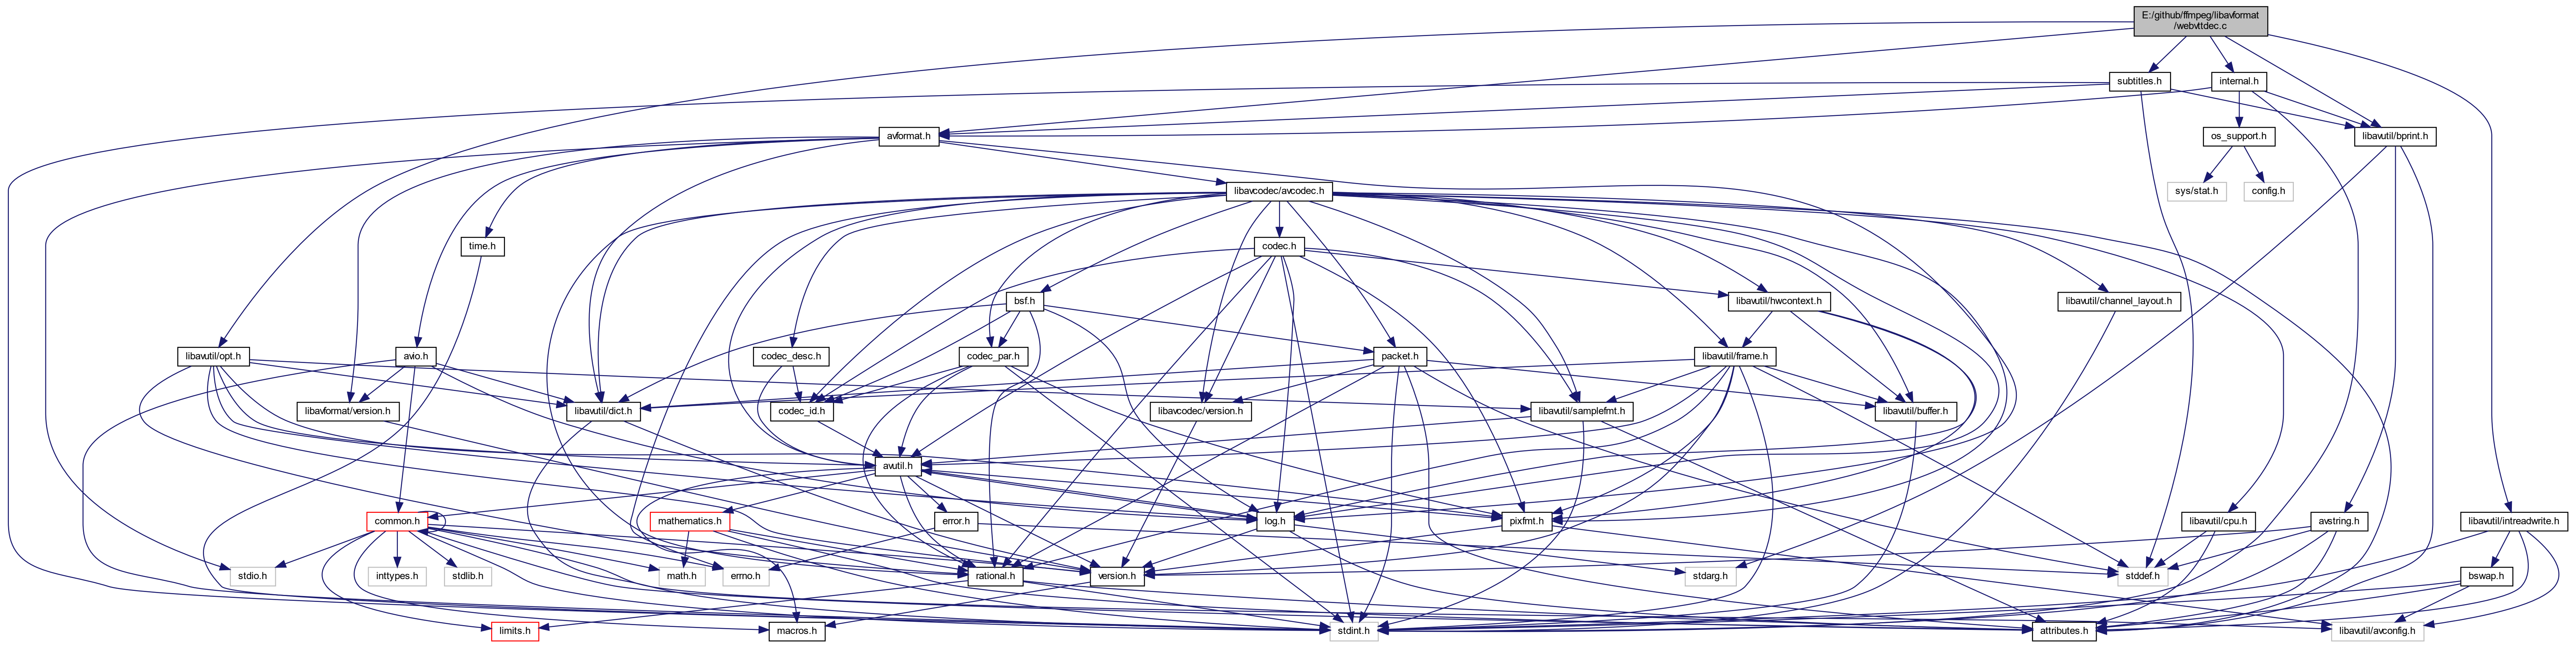 E:/github/ffmpeg/libavformat
/webvttdec.c
subtitles.h
internal.h
avformat.h
os_support.h
libavutil/bprint.h
libavcodec/avcodec.h
sys/stat.h
config.h
time.h
codec.h
bsf.h
libavutil/hwcontext.h
libavutil/channel_layout.h
libavutil/opt.h
avio.h
codec_desc.h
codec_par.h
packet.h
libavutil/frame.h
libavformat/version.h
libavutil/dict.h
codec_id.h
libavcodec/version.h
libavutil/samplefmt.h
libavutil/buffer.h
avutil.h
common.h
mathematics.h
error.h
log.h
pixfmt.h
libavutil/cpu.h
avstring.h
libavutil/intreadwrite.h
stdio.h
inttypes.h
stdlib.h
math.h
errno.h
rational.h
version.h
stdarg.h
stddef.h
bswap.h
limits.h
macros.h
stdint.h
attributes.h
libavutil/avconfig.h